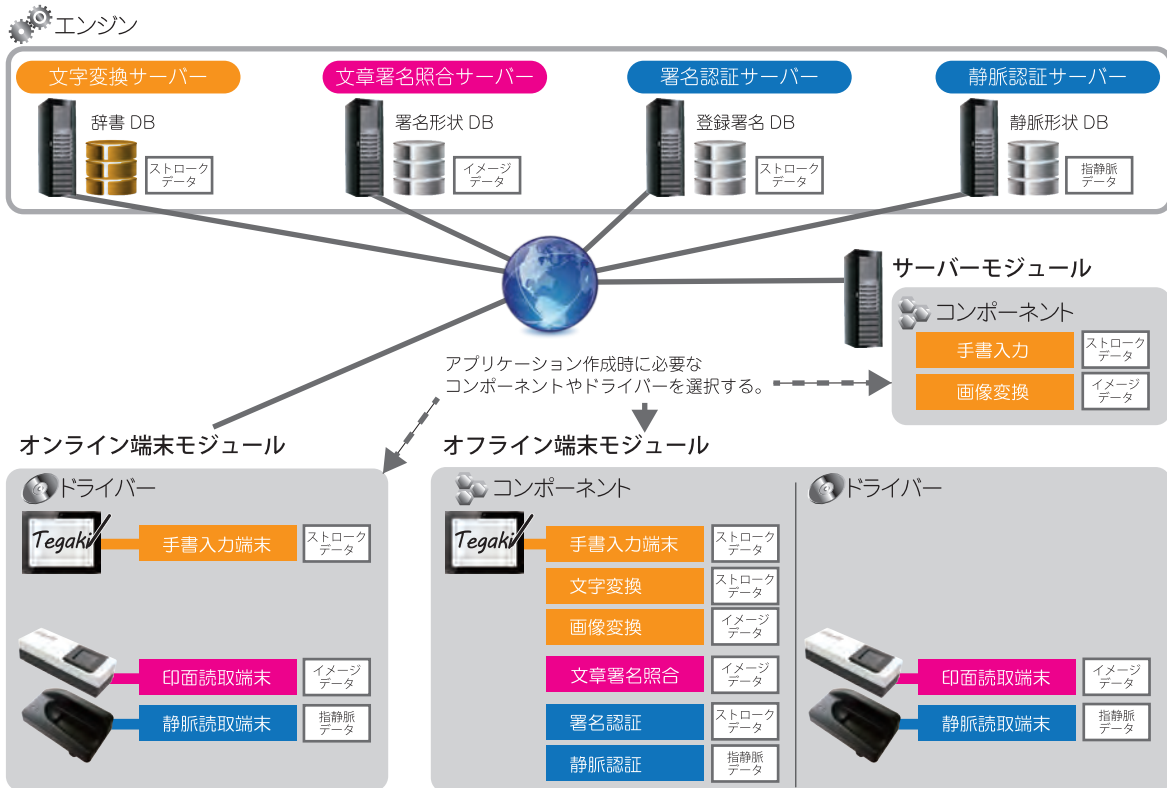 エンジン
文字変換サーバー
文章署名照合サーバー
署名認証サーバー
静脈認証サーバー
辞書 DB
署名形状 DB
登録署名 DB
静脈形状 DB
ストローク
データ
イメージ
データ
ストローク
データ
指静脈
データ
サーバーモジュール
コンポーネント
手書入力
ストローク
データ
画像変換
イメージ
データ
アプリケーション作成時に必要な
コンポーネントやドライバーを選択する。
オンライン端末モジュール
ドライバー
Tegaki
手書入力端末
ストローク
データ
印面読取端末
イメージ
データ
静脈読取端末
指静脈
データ
オフライン端末モジュール
コンポーネント
Tegaki
手書入力端末
ストローク
データ
文字変換
ストローク
データ
画像変換
イメージ
データ
文章署名照合
イメージ
データ
署名認証
ストローク
データ
静脈認証
指静脈
データ
ドライバー
印面読取端末
イメージ
データ
静脈読取端末
指静脈
データ